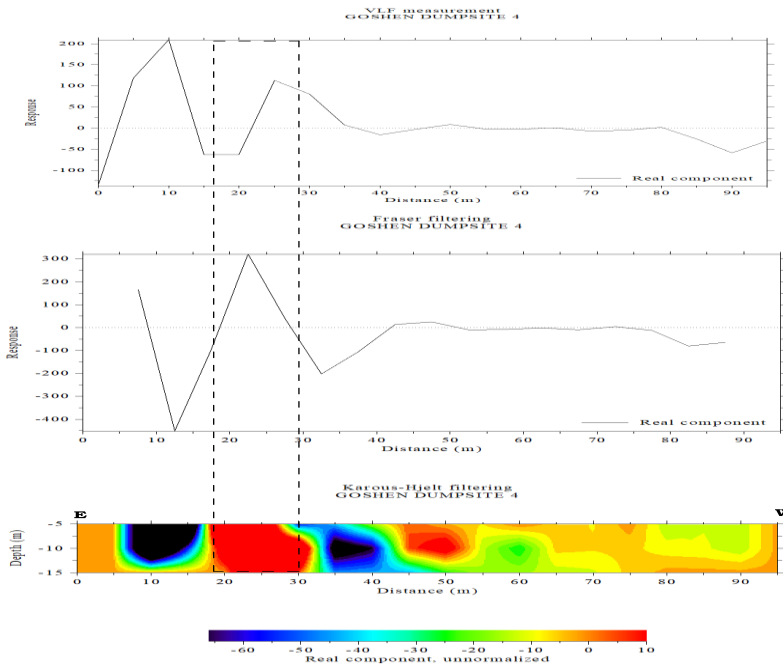 VLF measurement
GOSHEN DUMPSITE 4
200
150
100
50
0
-50
-100
Response
Real component
0 10 20 30 40 50 60 70 80 90
Distance (m)
Fraser filtering
GOSHEN DUMPSITE 4
300
200
100
0
-100
-200
-300
-400
Response
Real component
0 10 20 30 40 50 60 70 80 90
Distance (m)
Karous-Hjelt filtering
GOSHEN DUMPSITE 4
E
-5
-10
-15
Depth (m)
0 10 20 30 40 50 60 70 80 90
Distance (m)
-60 -50 -40 -30 -20 -10 0 10
Real component, unnormalized